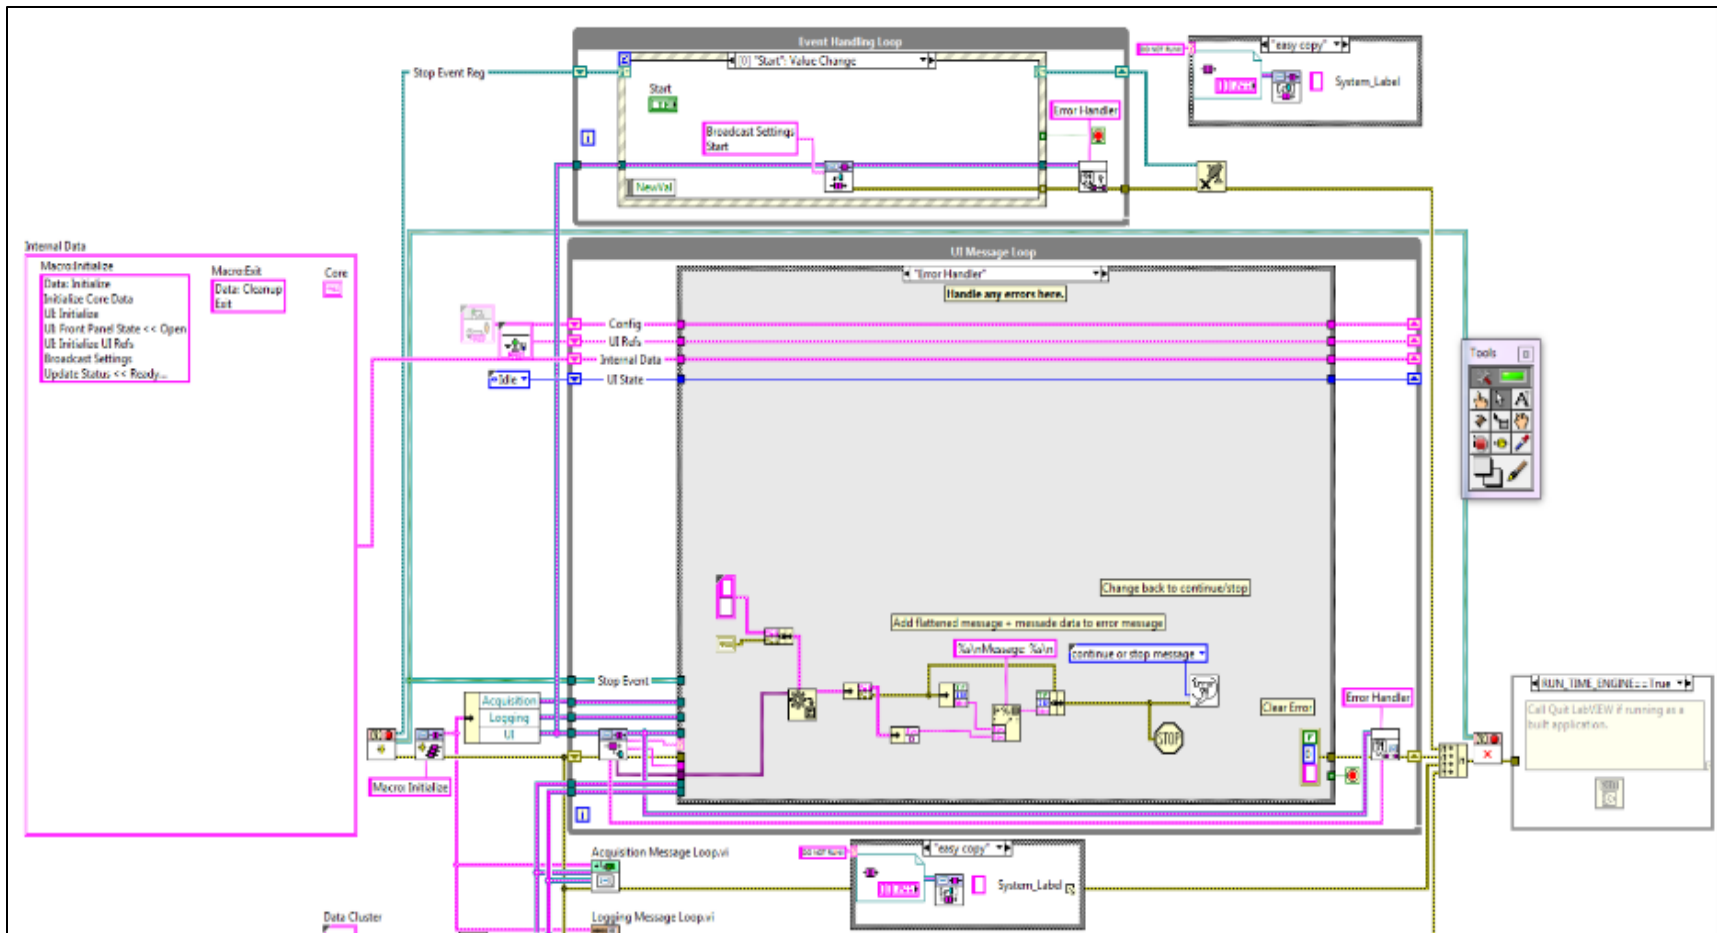 Event Handling Loop
[0] "Start": Value Change
Stop Event Reg
Start
Broadcast Settings
Start
NewVal
Error Handler
"easy copy"
System_Label
Internal Data
Macro:Initialize
Data: Initialize
Initialize Core Data
UI: Initialize
UI: Front Panel State << Open
UI: Initialize UI Refs
Broadcast Settings
Update Status << Ready...
Macro:Exit
Data: Cleanup
Exit
Core
UI Message Loop
"Error Handler"
Handle any errors here.
Config
UI Refs
Internal Data
UI State
Idle
Tools
Change back to continue/stop
Add flattened message + messade data to error message
%s\nMessage: %s\n
continue or stop message
Stop Event
Acquisition
Logging
UI
Macro: Initialize
Clear Error
Error Handler
STOP
RUN_TIME_ENGINE==True
Call Quit LabVIEW if running as a
built application.
Acquisition Message Loop.vi
"easy copy"
System_Label
Data Cluster
Logging Message Loop.vi